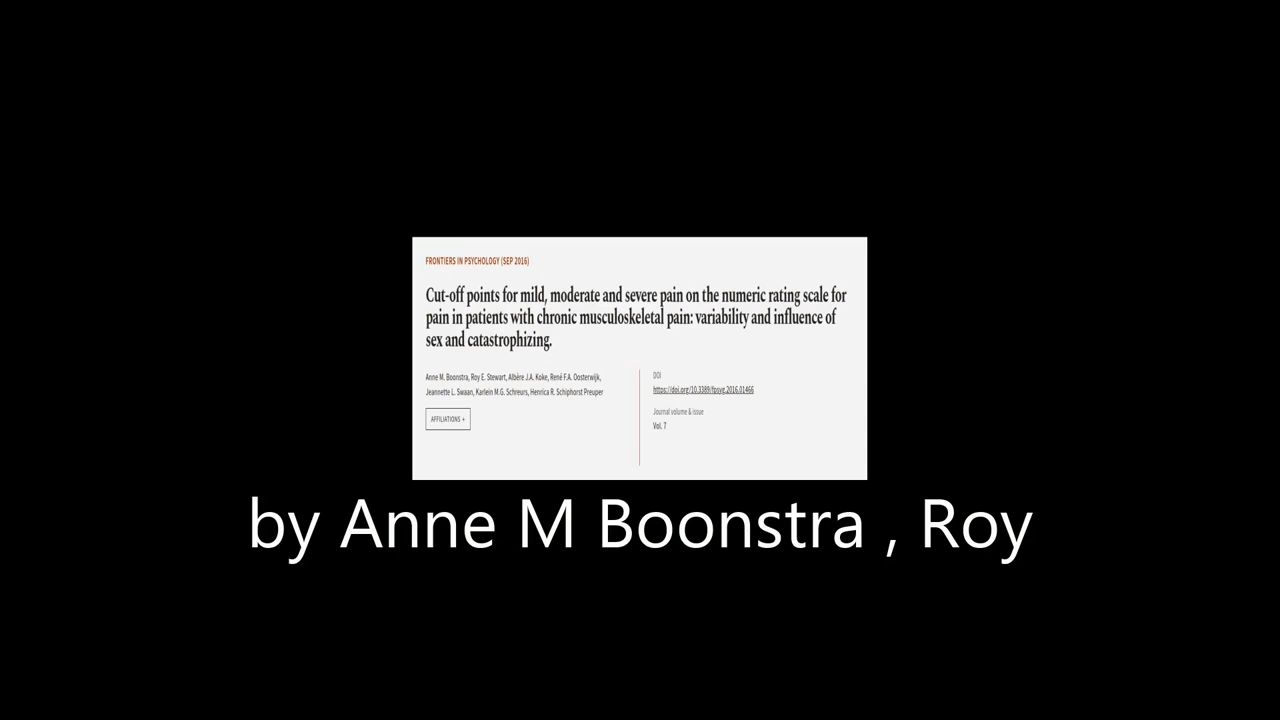 FRONTIERS IN PSYCHOLOGY (SEP 2016)
Cut-off points for mild, moderate and severe pain on the numeric rating scale for
pain in patients with chronic musculoskeletal pain: variability and influence of
sex and catastrophizing.
Anne M. Boonstra, Roy E. Stewart, Albère J.A. Köke, René F.A. Oosterwijk,
Jeannette L. Swaan, Karlein M.G. Schreurs, Henrica R. Schiphorst Preuper
AFFILIATIONS +
DOI
https://doi.org/10.3389/fpsyg.2016.01466
Journal volume & issue
Vol. 7
by Anne M Boonstra , Roy